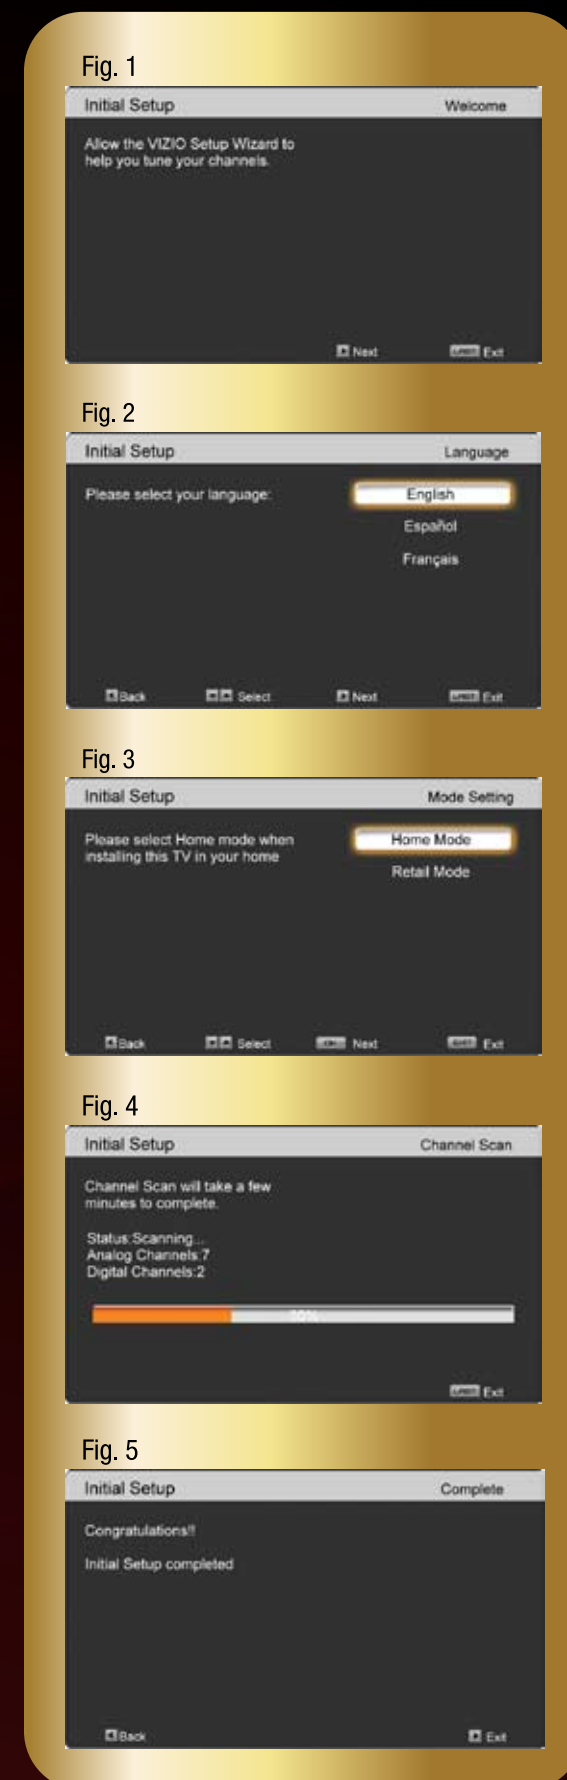 Fig. 1
Initial Setup Welcome
Allow the VIZIO Setup Wizard to
help you tune your channels.
Next Exit
Fig. 2
Initial Setup Language
Please select your language: English
Español
Français
Back Select Next Exit
Fig. 3
Initial Setup Mode Setting
Please select Home mode when Home Mode
installing this TV in your home
Retail Mode
Back Select Next Exit
Fig. 4
Initial Setup Channel Scan
Channel Scan will take a few
minutes to complete.
Status:Scanning...
Analog Channels:7
Digital Channels:2
Exit
Fig. 5
Initial Setup Complete
Congratulations!!
Initial Setup completed
Back Exit